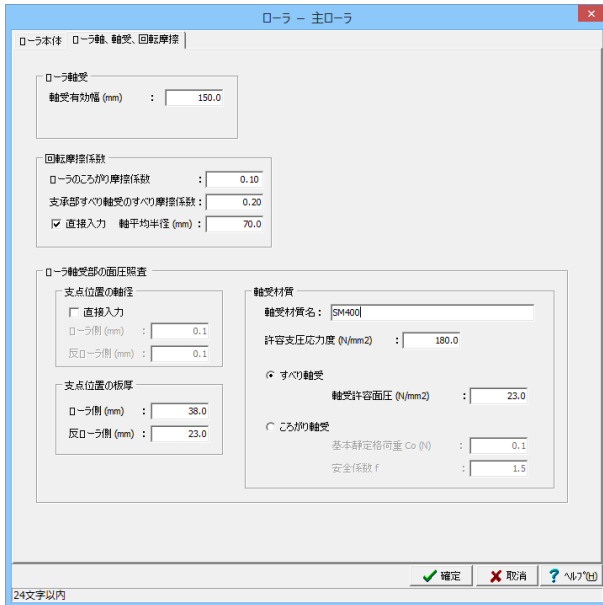 ローラ － 主ローラ
ローラ本体 ローラ軸、軸受、回転摩擦
ローラ軸受
軸受有効幅(mm) : 150.0
回転摩擦係数
ローラのころがり摩擦係数 : 0.10
支承部すべり軸受のすべり摩擦係数 : 0.20
直接入力 軸平均半径(mm) : 70.0
ローラ軸受部の面圧照査
支点位置の軸径
直接入力
ローラ側(mm) : 0.1
反ローラ側(mm) : 0.1
支点位置の板厚
ローラ側(mm) : 38.0
反ローラ側(mm) : 23.0
軸受材質
軸受材質名 : SM400
許容支圧応力度(N/mm2) : 180.0
すべり軸受
軸受許容面圧(N/mm2) : 23.0
ころがり軸受
基本静定格荷重 Co(N) : 0.1
安全係数 f : 1.5
確定 取消 ? ﾍﾙﾌﾟ(H)
24文字以内